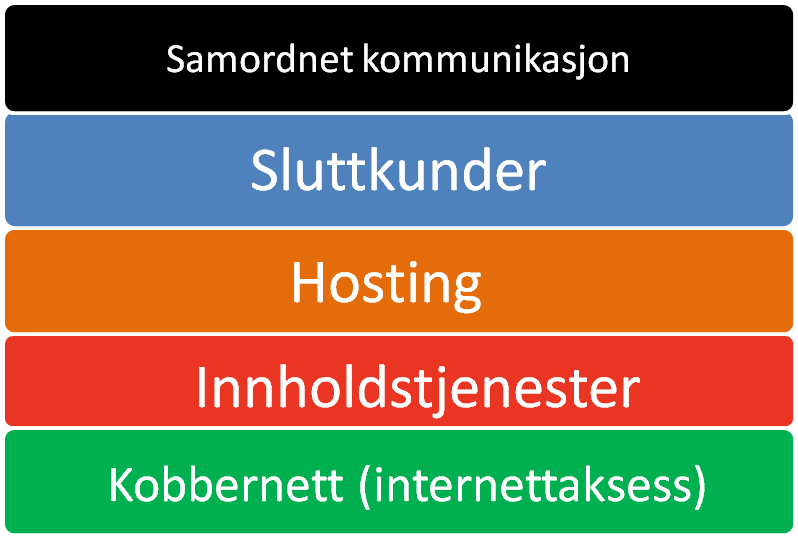 Samordnet kommunikasjon
Sluttkunder
Hosting
Innholdstjenester
Kobbernett (internettaksess)